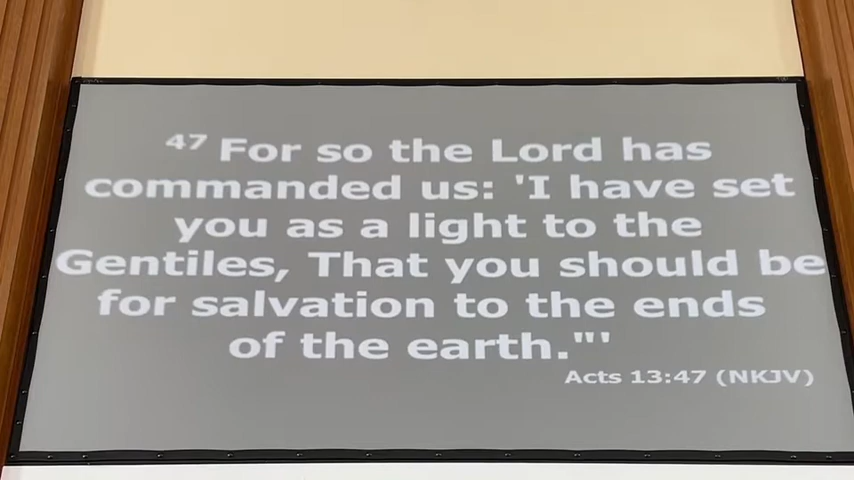 47 For so the Lord has
commanded us: 'I have set
you as a light to the
Gentiles, That you should be
for salvation to the ends
of the earth."'
Acts 13:47 (NKJV)